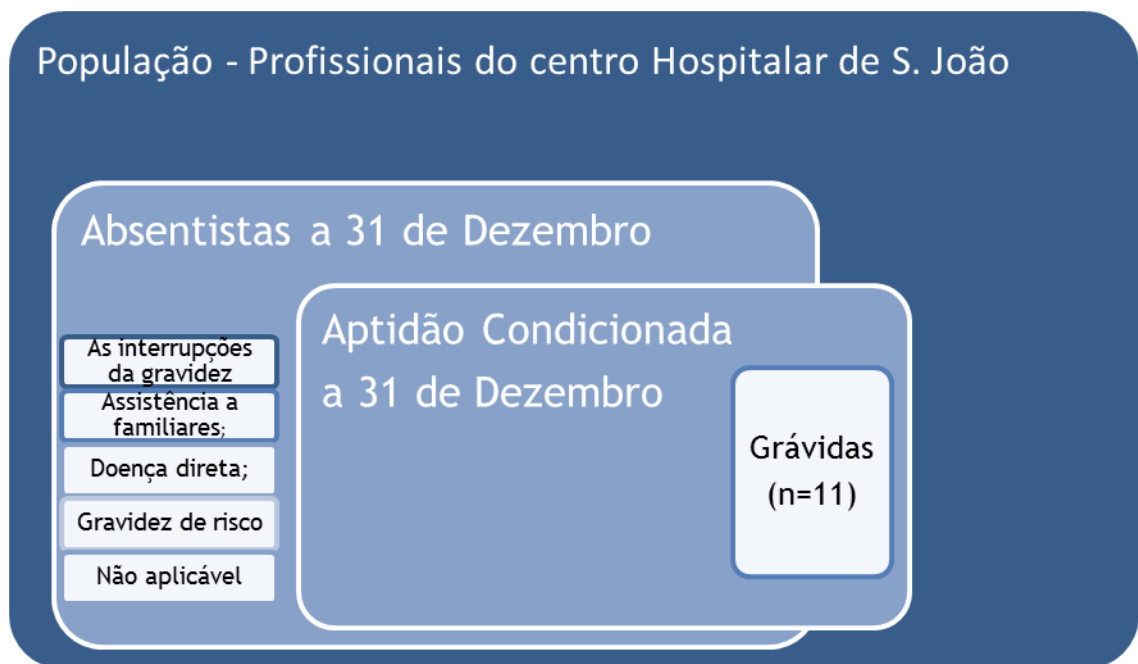 População - Profissionais do centro Hospitalar de S. João
Absentistas a 31 de Dezembro
Aptidão Condicionada
a 31 de Dezembro
As interrupções
da gravidez
Assistência a
familiares;
Doença direta;
Gravidez de risco
Não aplicável
Grávidas
(n=11)